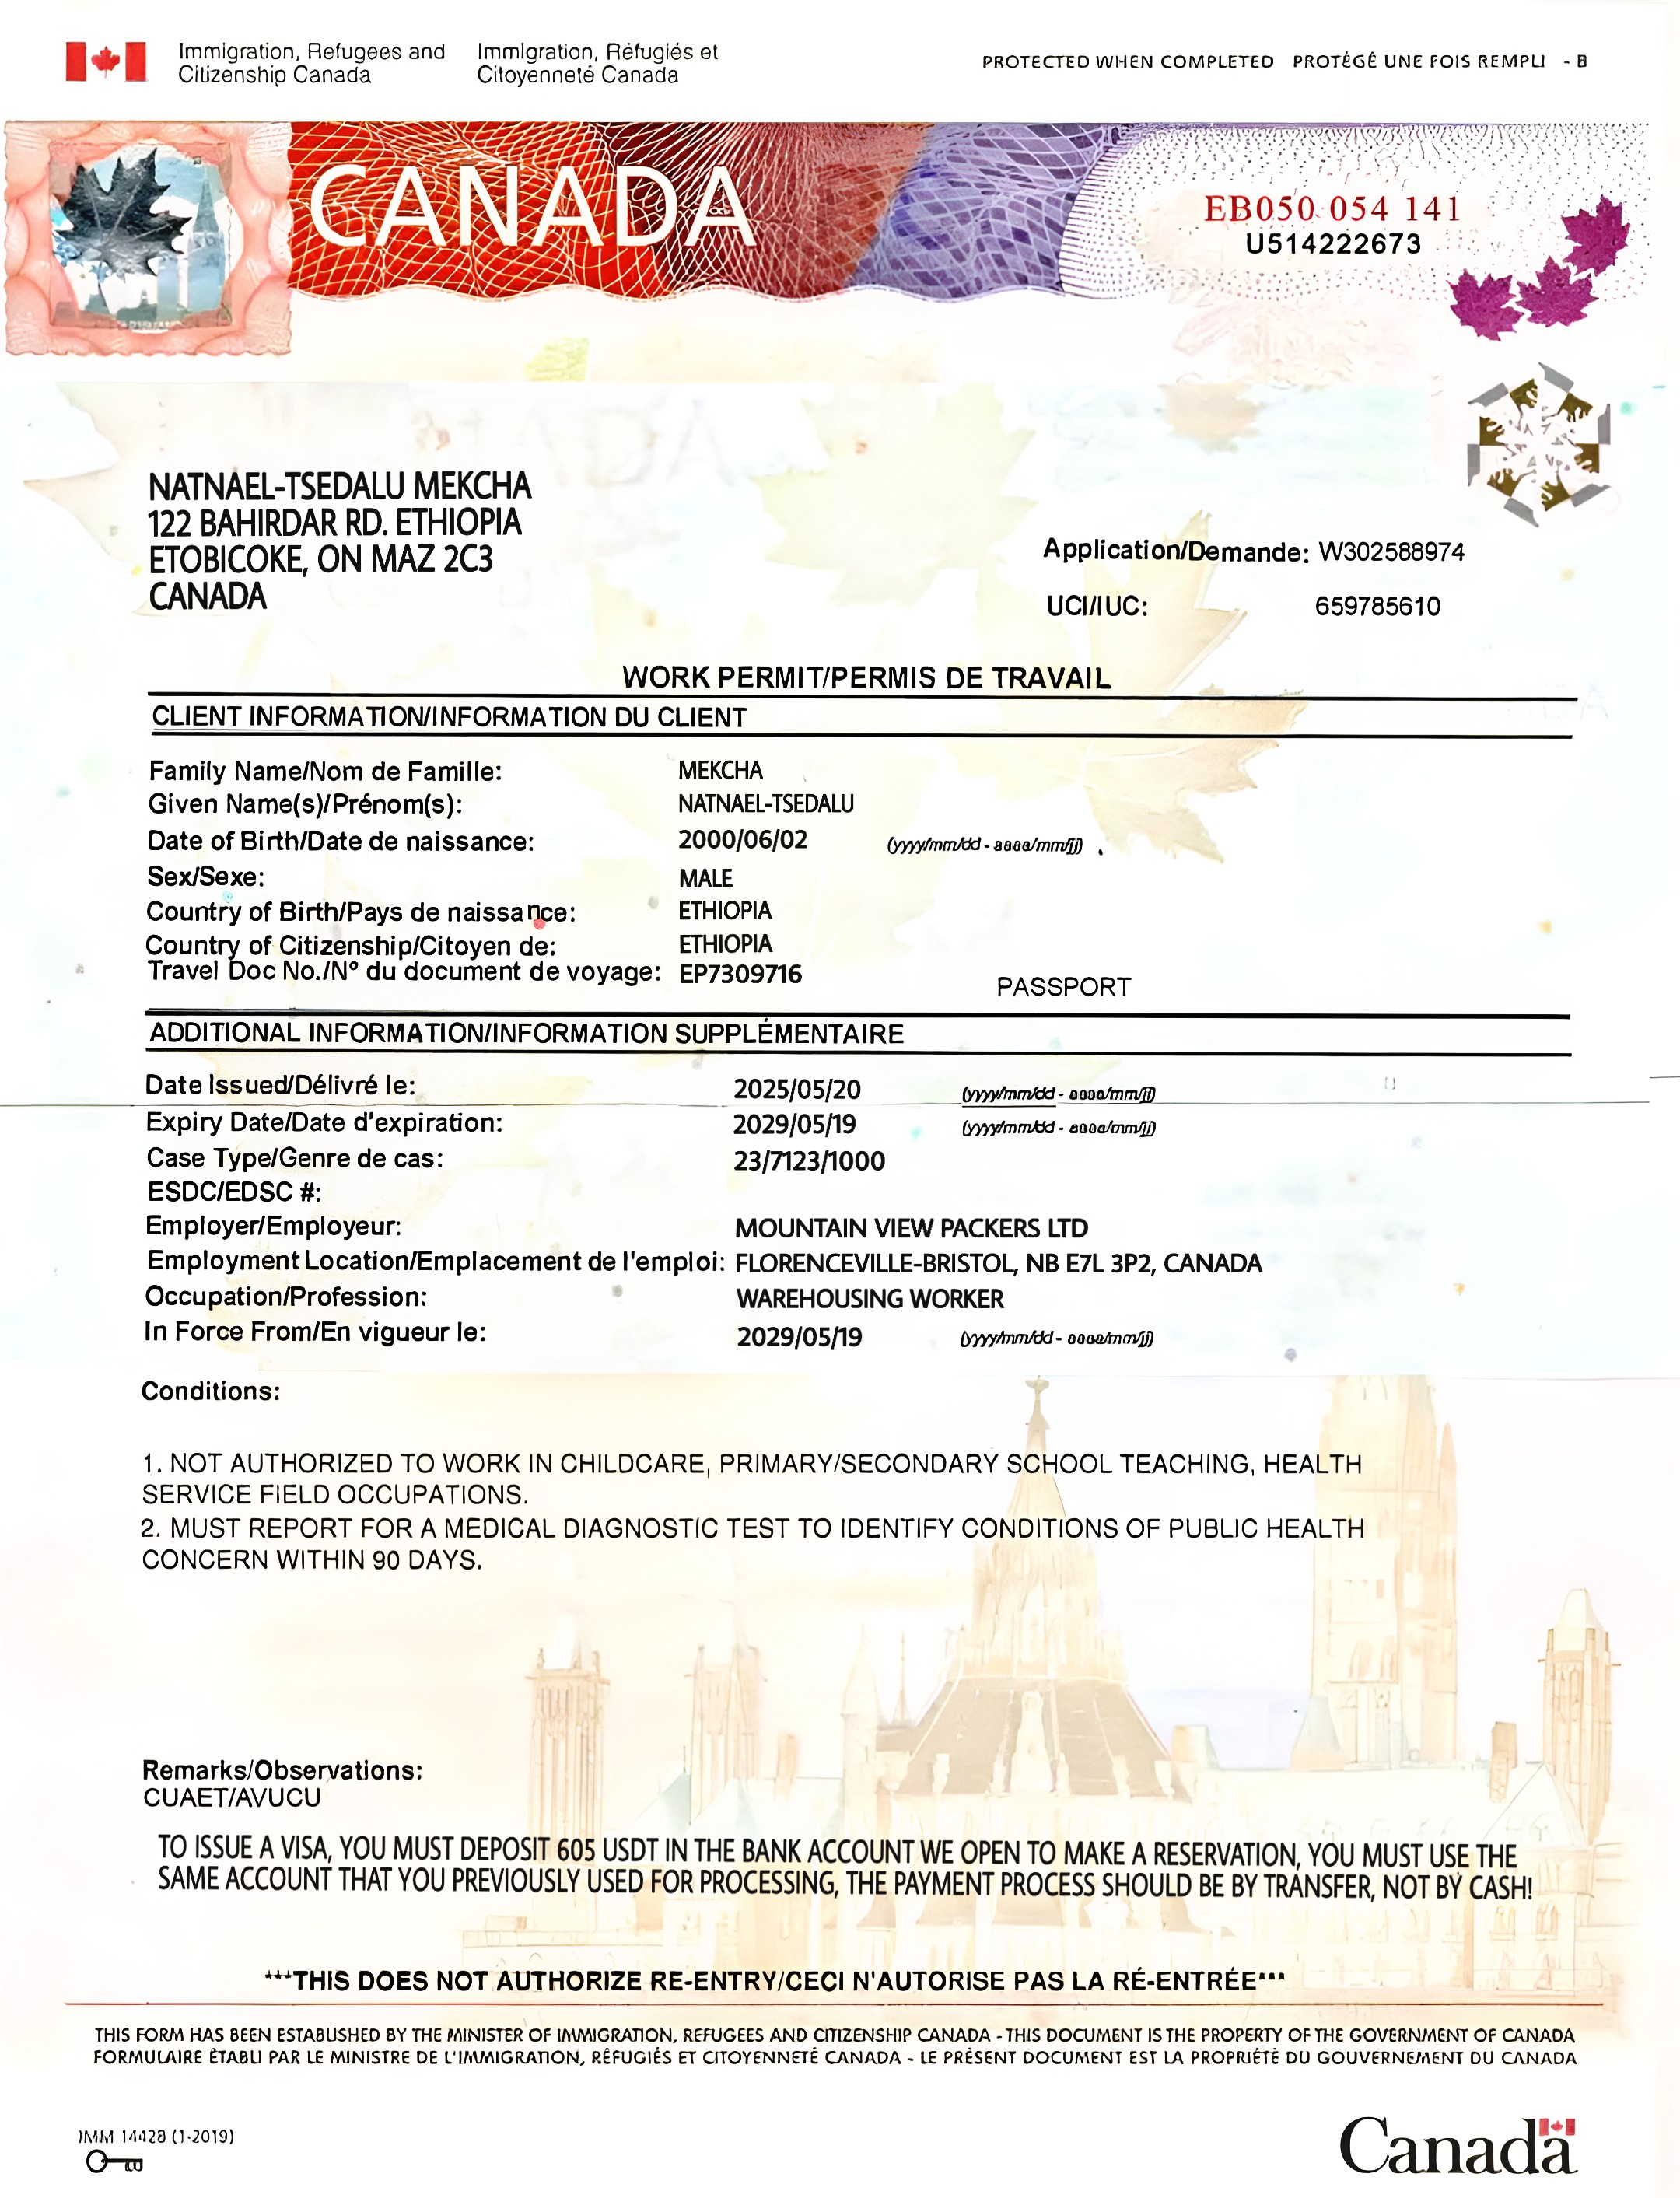 Immigration, Refugees and Citizenship Canada
Immigration, Réfugiés et Citoyenneté Canada
PROTECTED WHEN COMPLETED PROTÉGÉ UNE FOIS REMPLI - B
CANADA
EB050 054 141
U514222673
NATNAEL-TSEDALU MEKCHA
122 BAHIRDAR RD. ETHIOPIA
ETOBICOKE, ON MAZ 2C3
CANADA
Application/Demande: W302588974
UCI/IUC: 659785610
WORK PERMIT/PERMIS DE TRAVAIL
CLIENT INFORMATION/INFORMATION DU CLIENT
Family Name/Nom de Famille: MEKCHA
Given Name(s)/Prénom(s): NATNAEL-TSEDALU
Date of Birth/Date de naissance: 2000/06/02 (yyyy/mm/dd - aaaa/mm/jj)
Sex/Sexe: MALE
Country of Birth/Pays de naissance: ETHIOPIA
Country of Citizenship/Citoyen de: ETHIOPIA
Travel Doc No./N° du document de voyage: EP7309716 PASSPORT
ADDITIONAL INFORMATION/INFORMATION SUPPLÉMENTAIRE
Date Issued/Délivré le: 2025/05/20 (yyyy/mm/dd - aaaa/mm/jj)
Expiry Date/Date d'expiration: 2029/05/19 (yyyy/mm/dd - aaaa/mm/jj)
Case Type/Genre de cas: 23/7123/1000
ESDC/EDSC #:
Employer/Employeur: MOUNTAIN VIEW PACKERS LTD
Employment Location/Emplacement de l'emploi: FLORENCEVILLE-BRISTOL, NB E7L 3P2, CANADA
Occupation/Profession: WAREHOUSING WORKER
In Force From/En vigueur le: 2029/05/19 (yyyy/mm/dd - aaaa/mm/jj)
Conditions:
1. NOT AUTHORIZED TO WORK IN CHILDCARE, PRIMARY/SECONDARY SCHOOL TEACHING, HEALTH
SERVICE FIELD OCCUPATIONS.
2. MUST REPORT FOR A MEDICAL DIAGNOSTIC TEST TO IDENTIFY CONDITIONS OF PUBLIC HEALTH
CONCERN WITHIN 90 DAYS.
Remarks/Observations:
CUAET/AVUCU
TO ISSUE A VISA, YOU MUST DEPOSIT 605 USDT IN THE BANK ACCOUNT WE OPEN TO MAKE A RESERVATION, YOU MUST USE THE
SAME ACCOUNT THAT YOU PREVIOUSLY USED FOR PROCESSING, THE PAYMENT PROCESS SHOULD BE BY TRANSFER, NOT BY CASH!
***THIS DOES NOT AUTHORIZE RE-ENTRY/CECI N'AUTORISE PAS LA RÉ-ENTRÉE***
THIS FORM HAS BEEN ESTABLISHED BY THE MINISTER OF IMMIGRATION, REFUGEES AND CITIZENSHIP CANADA - THIS DOCUMENT IS THE PROPERTY OF THE GOVERNMENT OF CANADA
FORMULAIRE ÉTABLI PAR LE MINISTRE DE L'IMMIGRATION, RÉFUGIÉS ET CITOYENNETÉ CANADA - LE PRÉSENT DOCUMENT EST LA PROPRIÉTÉ DU GOUVERNEMENT DU CANADA
IMM 14428 (1-2019)
Canada